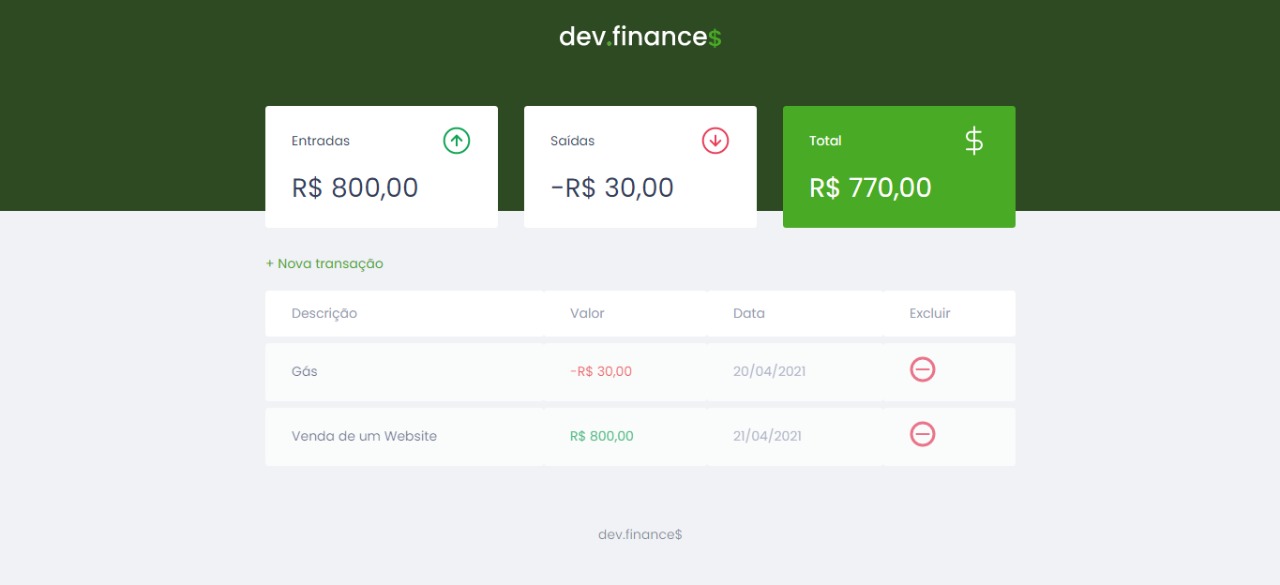 dev.finance$
Entradas
R$ 800,00
Saídas
-R$ 30,00
Total
$
R$ 770,00
+ Nova transação
Descrição Valor Data Excluir
Gás -R$ 30,00 20/04/2021
Venda de um Website R$ 800,00 21/04/2021
dev.finance$